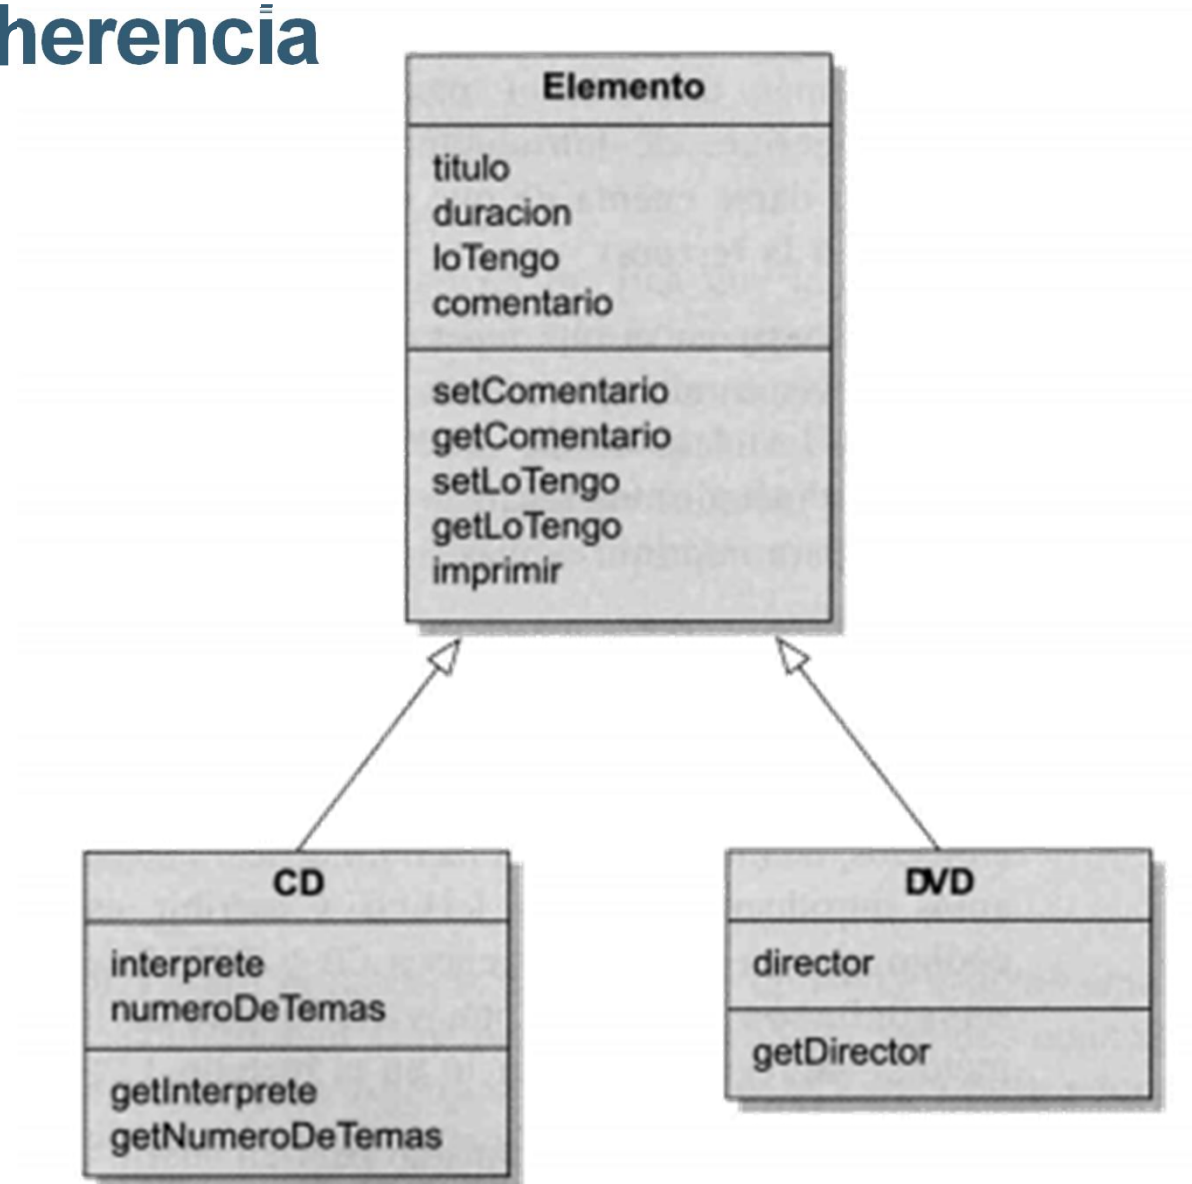 herencia
Elemento
titulo
duracion
loTengo
comentario
setComentario
getComentario
setLoTengo
getLoTengo
imprimir
CD
interprete
numeroDeTemas
getInterprete
getNumeroDeTemas
DVD
director
getDirector